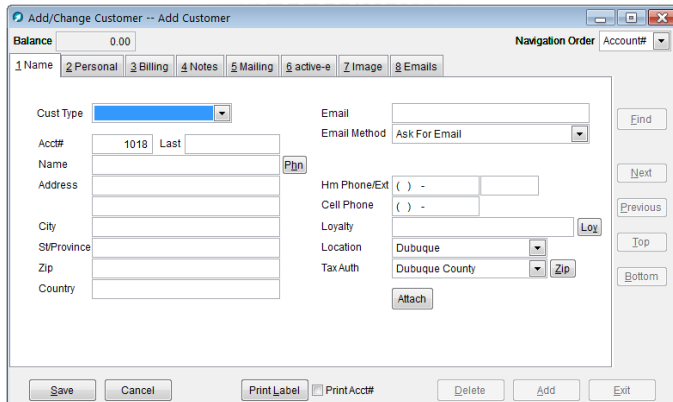 Add/Change Customer -- Add Customer
Balance 0.00 Navigation Order Account#
1 Name 2 Personal 3 Billing 4 Notes 5 Mailing 6 active-e 7 Image 8 Emails
Cust Type Email Find
Email Method Ask For Email
Acct# 1018 Last
Name Phn Next
Address Hm Phone/Ext ( ) -
Cell Phone ( ) - Previous
City Loyalty Loy
St/Province Location Dubuque Top
Zip Tax Auth Dubuque County Zip Bottom
Country
Attach
Save Cancel Print Label Print Acct# Delete Add Exit